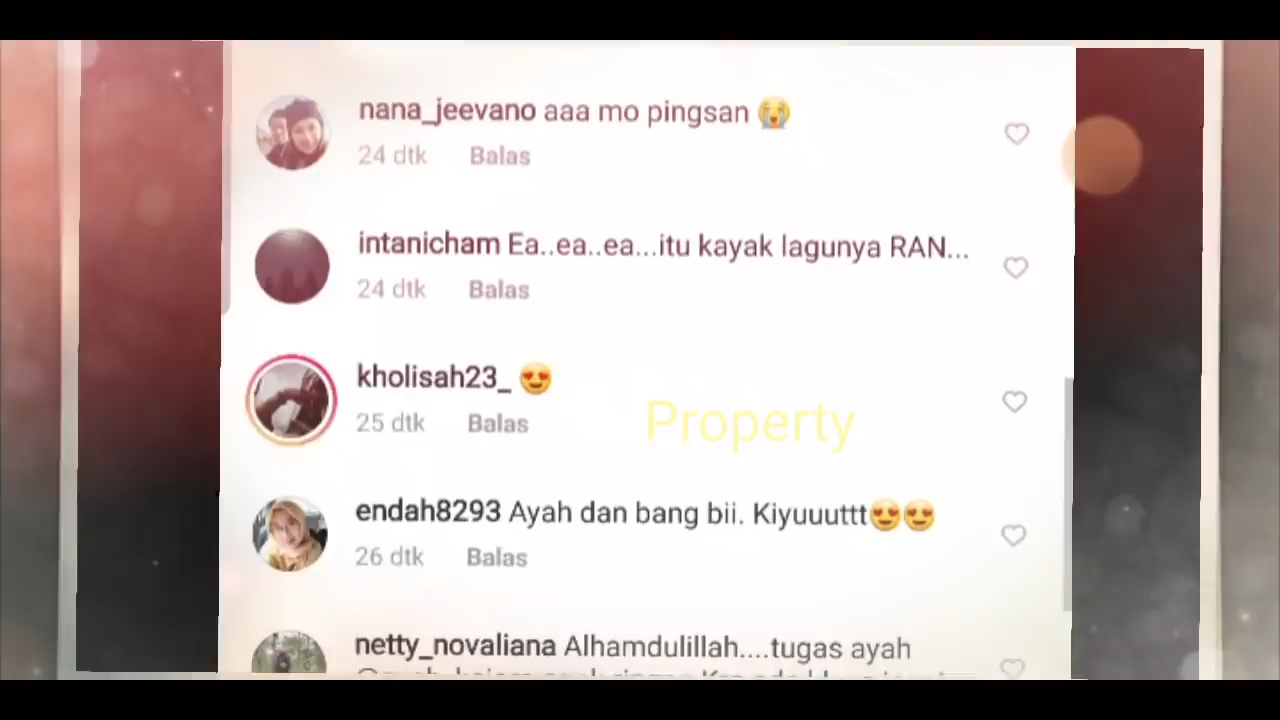 nana_jeevano aaa mo pingsan 😭
24 dtk Balas
intanicham Ea..ea..ea...itu kayak lagunya RAN...
24 dtk Balas
kholisah23_ 😍
25 dtk Balas
Property
endah8293 Ayah dan bang bii. Kiyuuuttt😍😍
26 dtk Balas
netty_novaliana Alhamdulillah....tugas ayah